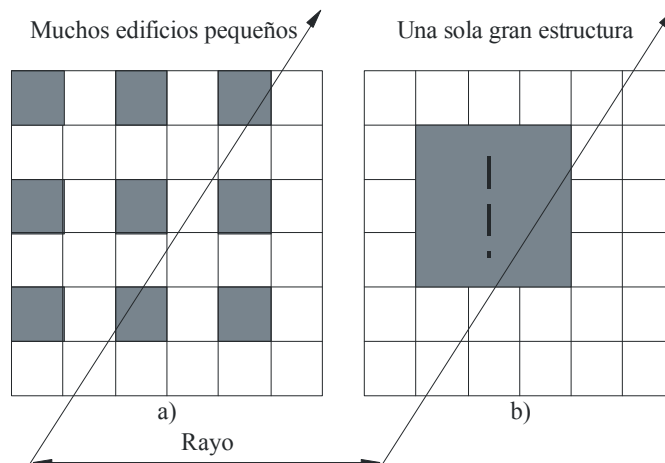 Muchos edificios pequeños
Una sola gran estructura
a)
b)
Rayo